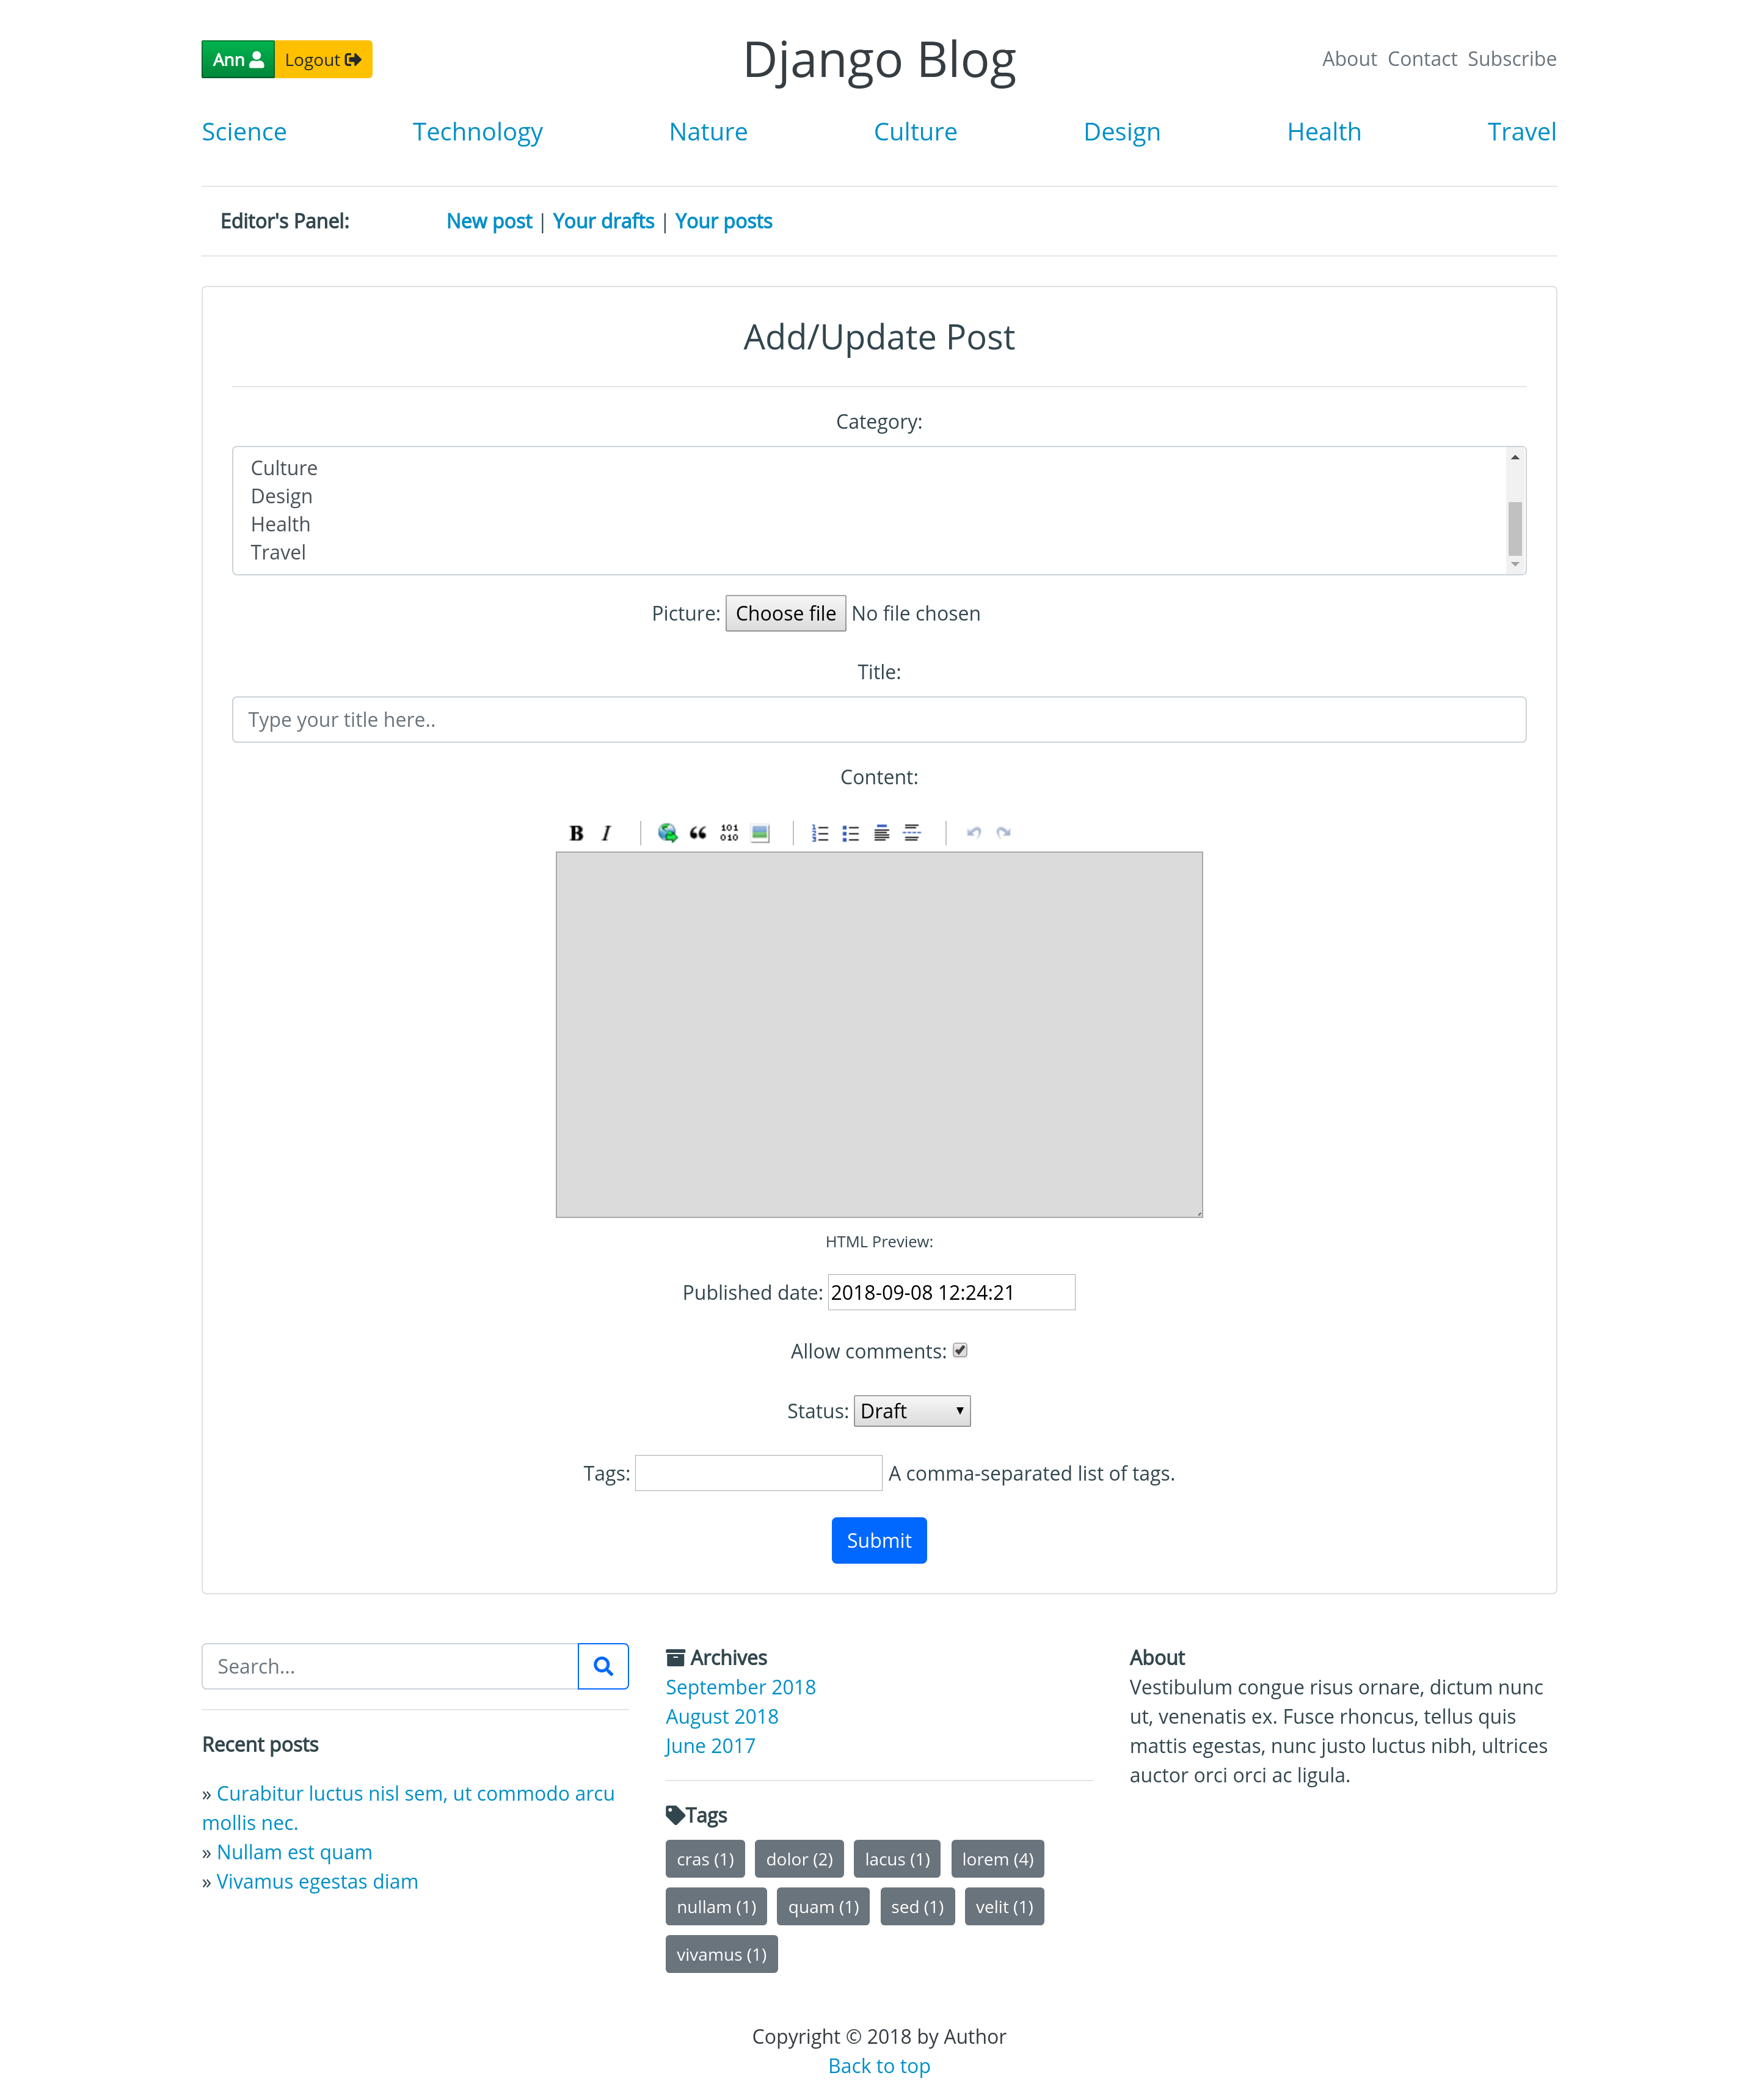 Ann Logout
Django Blog
About Contact Subscribe
Science Technology Nature Culture Design Health Travel
Editor's Panel: New post | Your drafts | Your posts
Add/Update Post
Category:
Culture
Design
Health
Travel
Picture: Choose file No file chosen
Title:
Type your title here..
Content:
B I 101 010
HTML Preview:
Published date: 2018-09-08 12:24:21
Allow comments:
Status: Draft
Tags: A comma-separated list of tags.
Submit
Search...
Recent posts
» Curabitur luctus nisl sem, ut commodo arcu
mollis nec.
» Nullam est quam
» Vivamus egestas diam
Archives
September 2018
August 2018
June 2017
Tags
cras (1) dolor (2) lacus (1) lorem (4)
nullam (1) quam (1) sed (1) velit (1)
vivamus (1)
About
Vestibulum congue risus ornare, dictum nunc
ut, venenatis ex. Fusce rhoncus, tellus quis
mattis egestas, nunc justo luctus nibh, ultrices
auctor orci orci ac ligula.
Copyright © 2018 by Author
Back to top